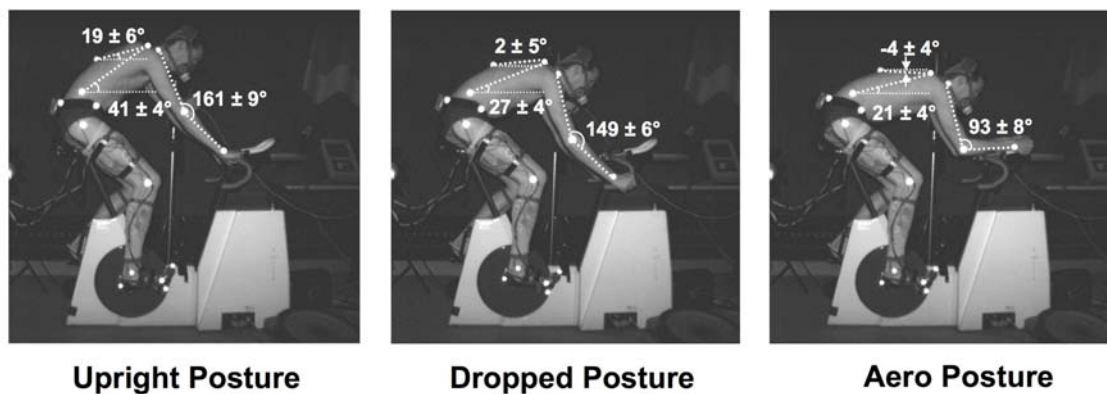 19 ± 6°
41 ± 4°
161 ± 9°
2 ± 5°
27 ± 4°
149 ± 6°
-4 ± 4°
21 ± 4°
93 ± 8°
Upright Posture
Dropped Posture
Aero Posture